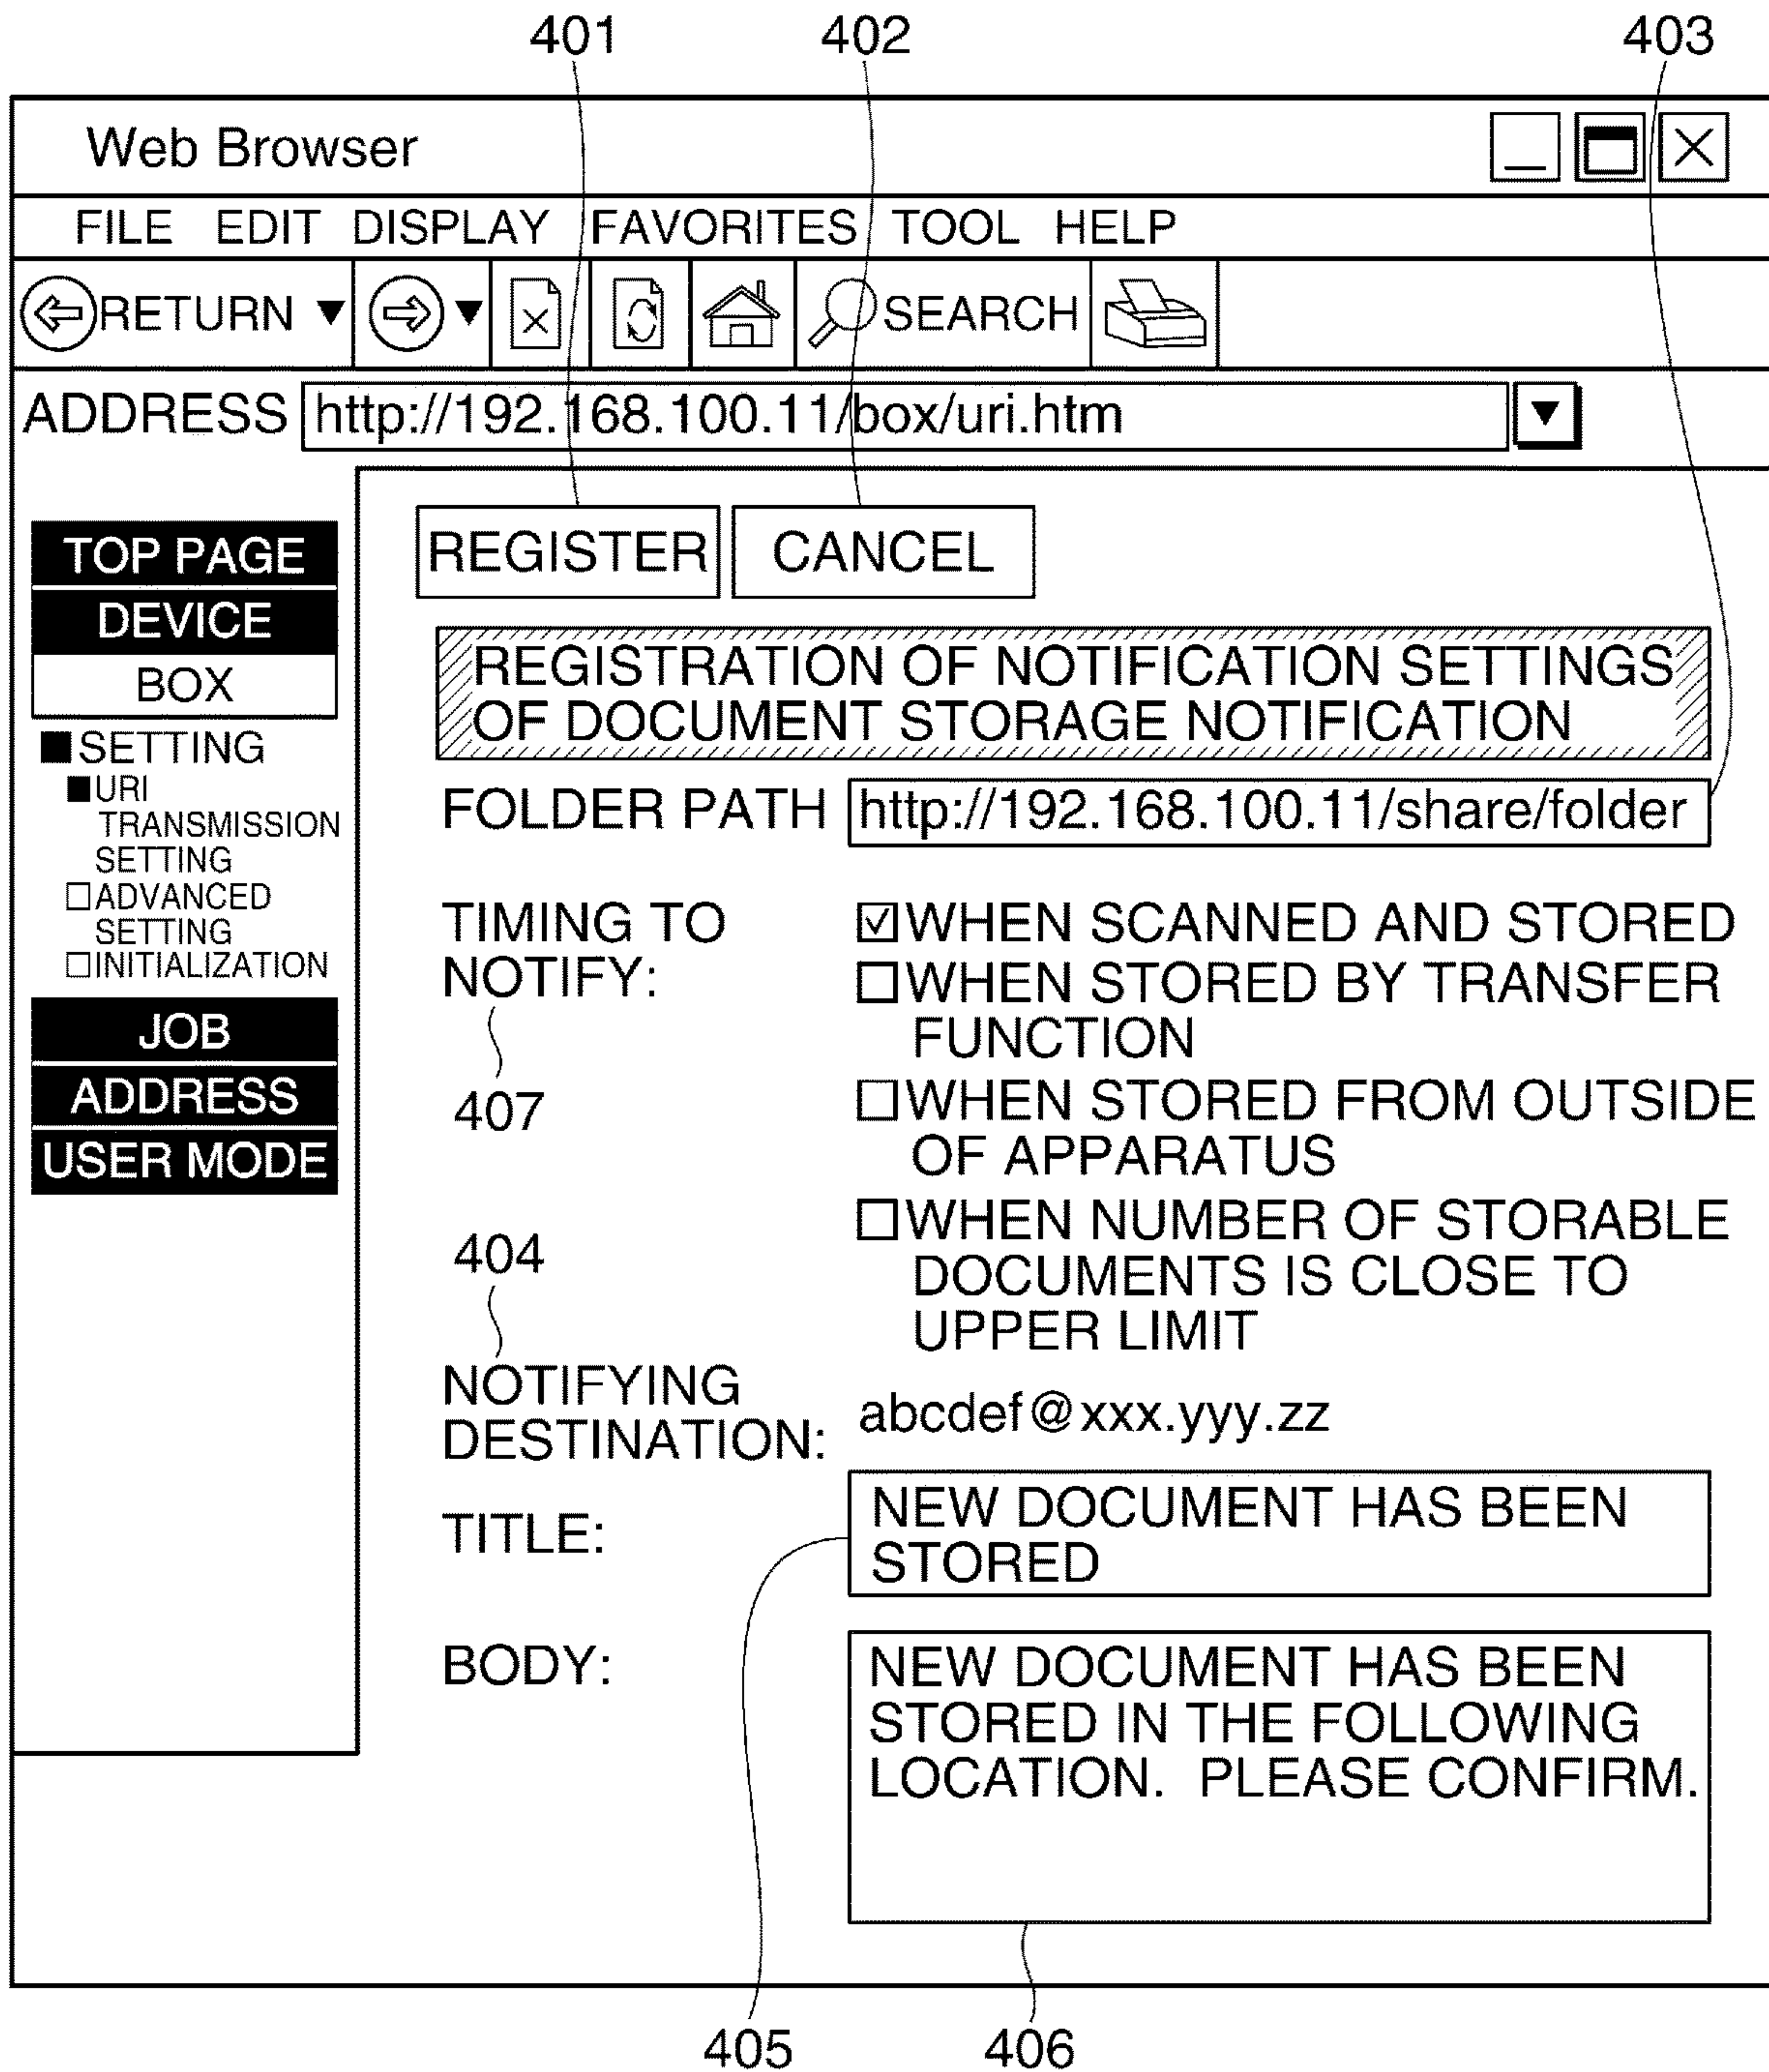 401 402 403
Web Browser
FILE EDIT DISPLAY FAVORITES TOOL HELP
RETURN ▼ ▼ SEARCH
ADDRESS http://192.168.100.11/box/uri.htm ▼
TOP PAGE
DEVICE
BOX
■SETTING
■URI
TRANSMISSION
SETTING
□ADVANCED
SETTING
□INITIALIZATION
JOB
ADDRESS
USER MODE
REGISTER CANCEL
REGISTRATION OF NOTIFICATION SETTINGS
OF DOCUMENT STORAGE NOTIFICATION
FOLDER PATH http://192.168.100.11/share/folder
TIMING TO
NOTIFY:
407
☑WHEN SCANNED AND STORED
□WHEN STORED BY TRANSFER
FUNCTION
□WHEN STORED FROM OUTSIDE
OF APPARATUS
□WHEN NUMBER OF STORABLE
DOCUMENTS IS CLOSE TO
UPPER LIMIT
404
NOTIFYING
DESTINATION:
abcdef@xxx.yyy.zz
TITLE:
NEW DOCUMENT HAS BEEN
STORED
BODY:
NEW DOCUMENT HAS BEEN
STORED IN THE FOLLOWING
LOCATION. PLEASE CONFIRM.
405 406